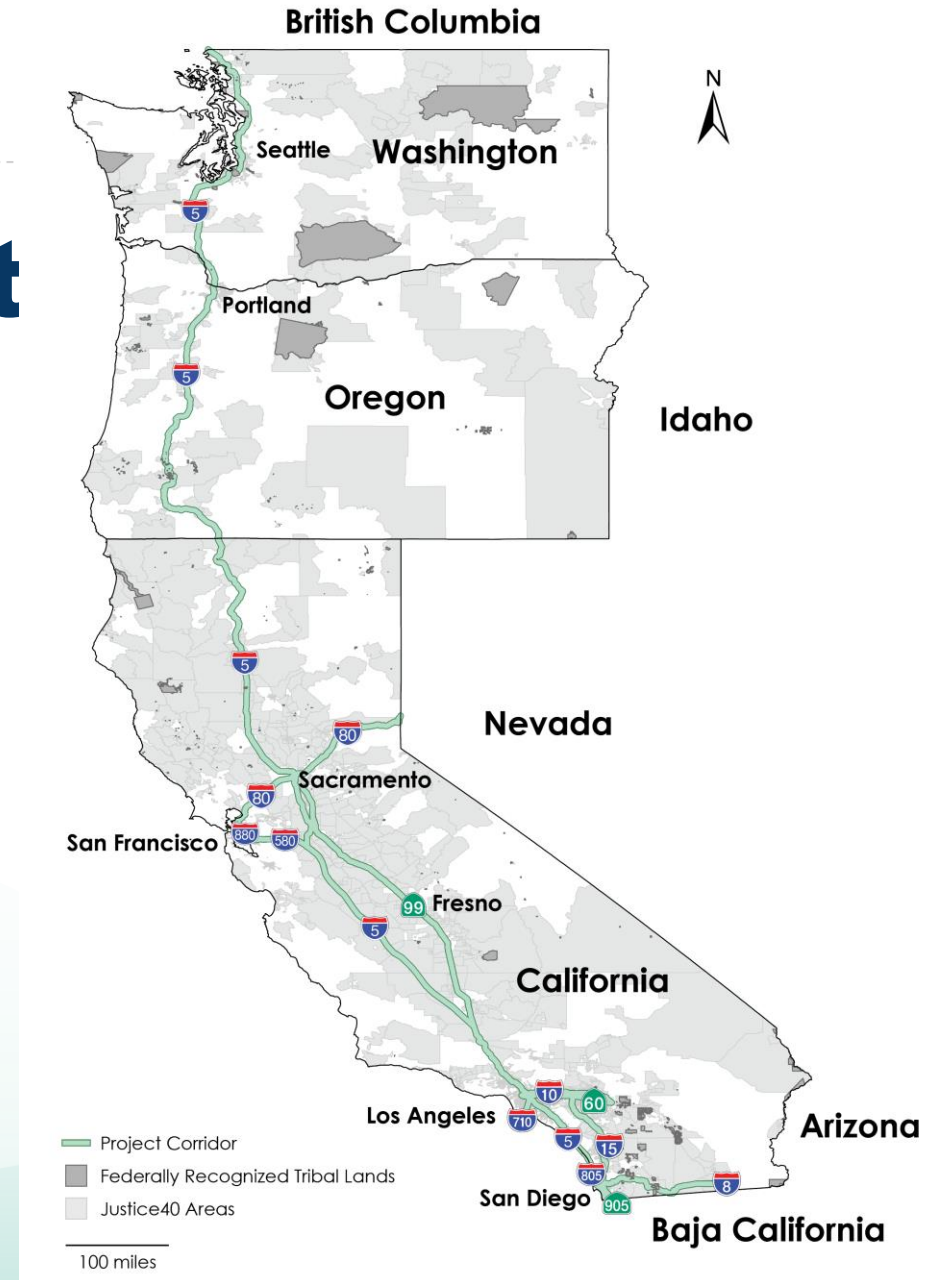 British Columbia
N
Seattle
Washington
5
t
Portland
5
Oregon
Idaho
5
Nevada
80
Sacramento
80
San Francisco
880
580
99
Fresno
5
California
10
60
Los Angeles
710
5
15
Arizona
805
8
San Diego
905
Baja California
Project Corridor
Federally Recognized Tribal Lands
Justice40 Areas
100 miles